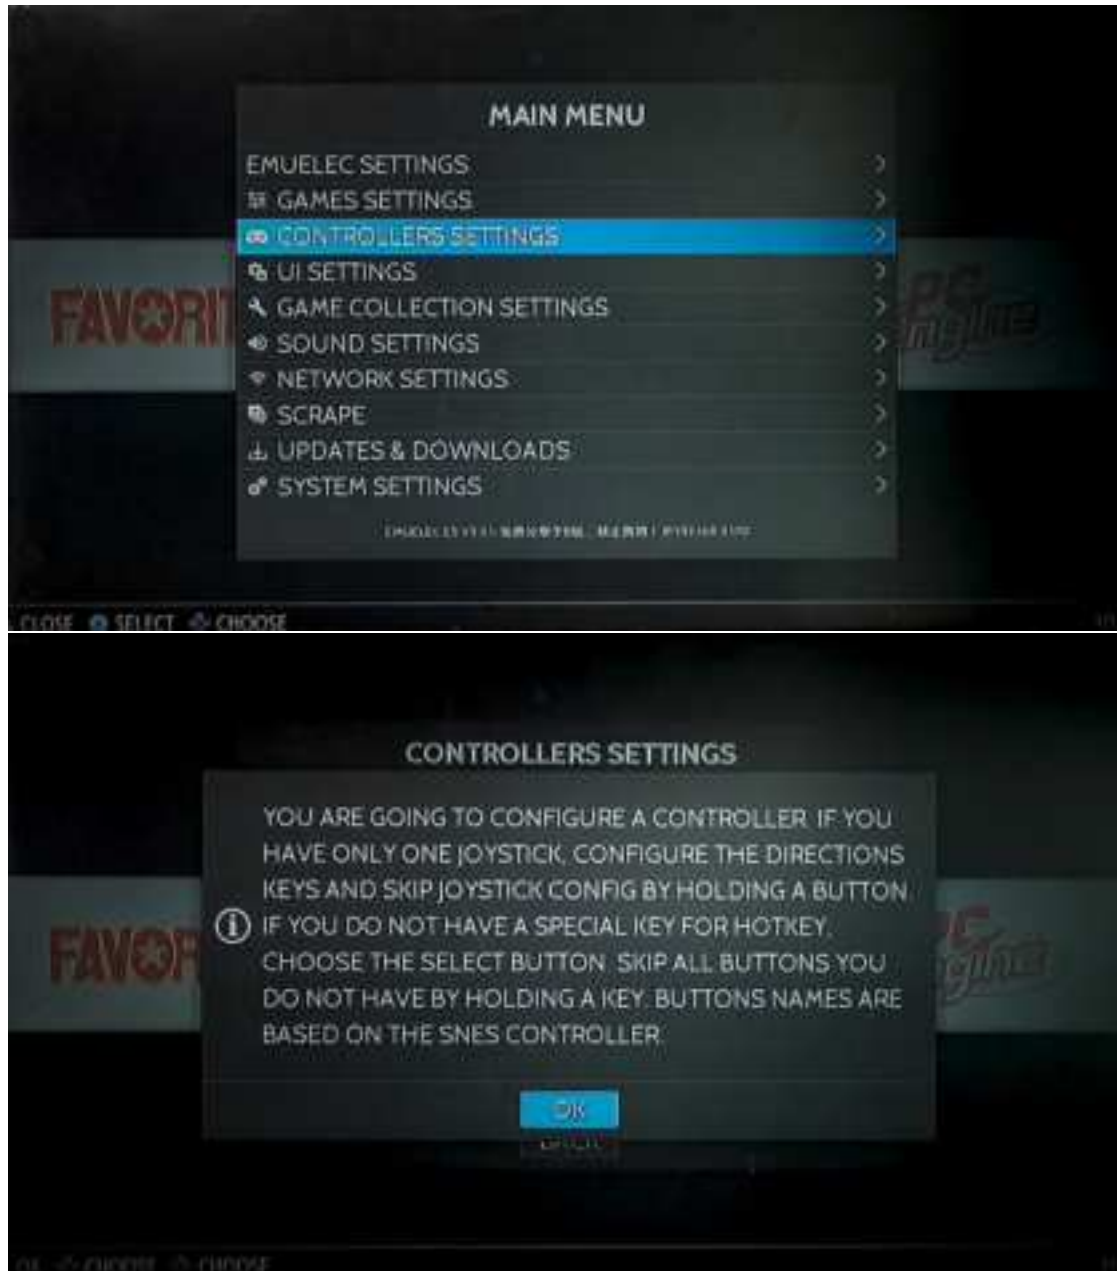 MAIN MENU
EMUELEC SETTINGS
GAMES SETTINGS
CONTROLLERS SETTINGS
UI SETTINGS
GAME COLLECTION SETTINGS
SOUND SETTINGS
NETWORK SETTINGS
SCRAPE
UPDATES & DOWNLOADS
SYSTEM SETTINGS
FAVORIT
PC
Engine
CLOSE SELECT CHOOSE
CONTROLLERS SETTINGS
YOU ARE GOING TO CONFIGURE A CONTROLLER. IF YOU
HAVE ONLY ONE JOYSTICK, CONFIGURE THE DIRECTIONS
KEYS AND SKIP JOYSTICK CONFIG BY HOLDING A BUTTON.
IF YOU DO NOT HAVE A SPECIAL KEY FOR HOTKEY,
CHOOSE THE SELECT BUTTON. SKIP ALL BUTTONS YOU
DO NOT HAVE BY HOLDING A KEY. BUTTONS NAMES ARE
BASED ON THE SNES CONTROLLER.
FAVOR
OK
CHOOSE CHOOSE